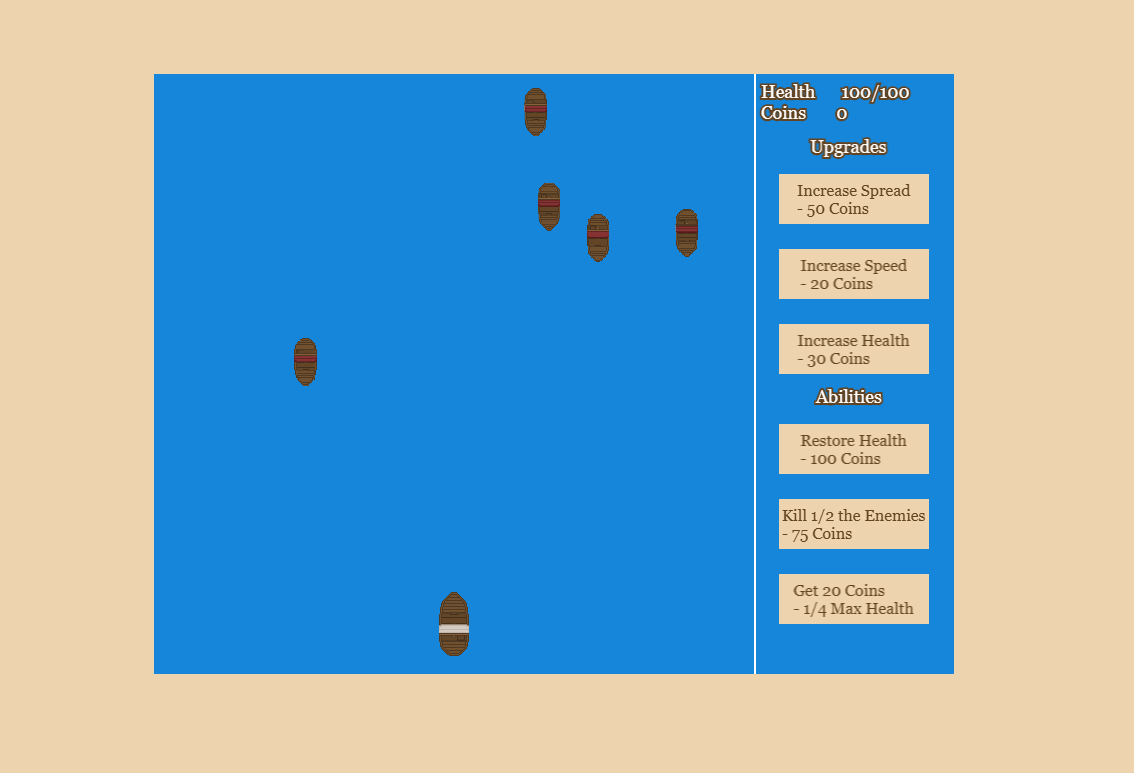 Health 100/100
Coins 0
Upgrades
Increase Spread
- 50 Coins
Increase Speed
- 20 Coins
Increase Health
- 30 Coins
Abilities
Restore Health
- 100 Coins
Kill 1/2 the Enemies
- 75 Coins
Get 20 Coins
- 1/4 Max Health